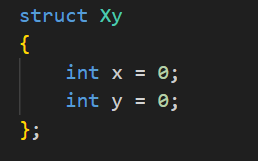 struct Xy
{
    int x = 0;
    int y = 0;
};